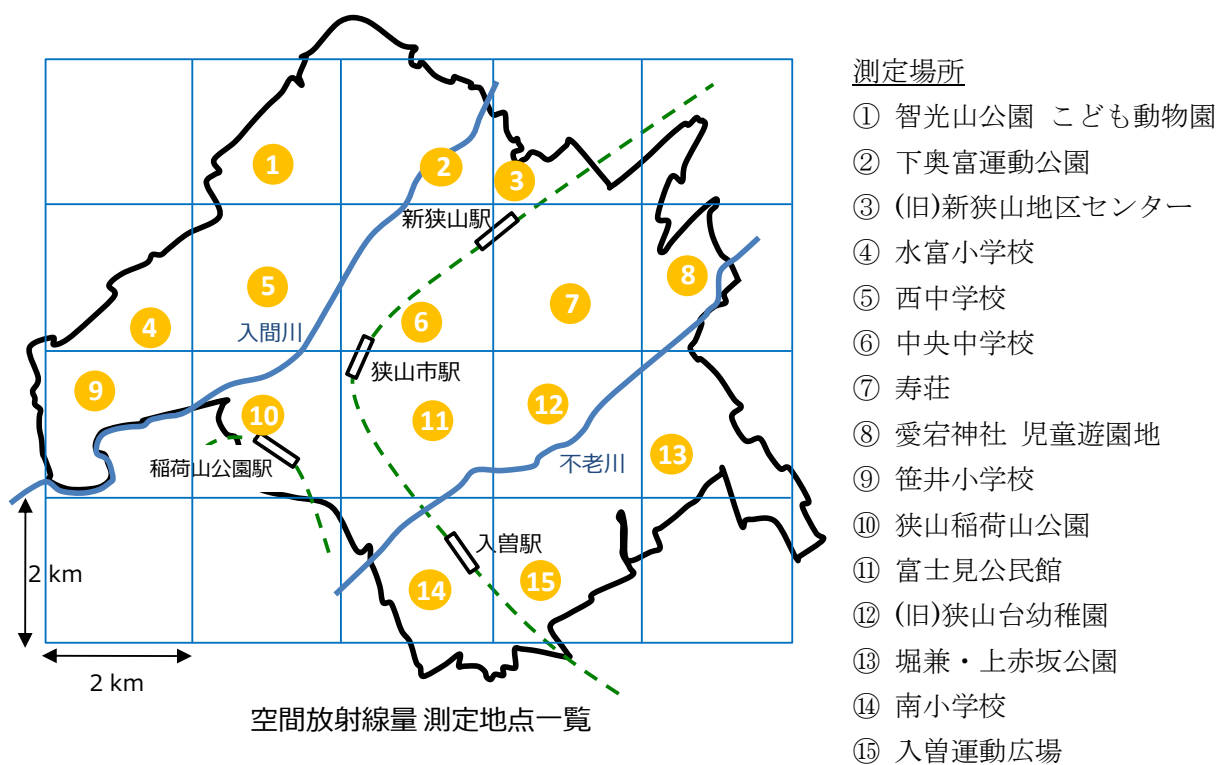 1
2
3
新狭山駅
8
5
7
4
入間川
6
狭山市駅
9
10
11
12
稲荷山公園駅
不老川
13
入曽駅
2 km
14
15
2 km
空間放射線量 測定地点一覧
測定場所
① 智光山公園 こども動物園
② 下奥富運動公園
③ (旧)新狭山地区センター
④ 水富小学校
⑤ 西中学校
⑥ 中央中学校
⑦ 寿荘
⑧ 愛宕神社 児童遊園地
⑨ 笹井小学校
⑩ 狭山稲荷山公園
⑪ 富士見公民館
⑫ (旧)狭山台幼稚園
⑬ 堀兼・上赤坂公園
⑭ 南小学校
⑮ 入曽運動広場